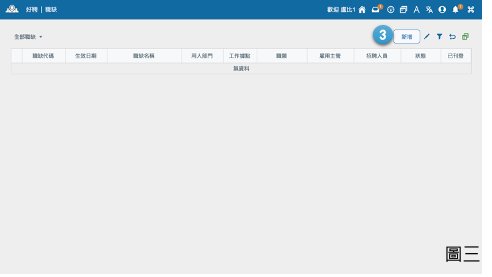 好聘 | 職缺
歡迎 盧比1
全部職缺
3
新增
職缺代碼 生效日期 職缺名稱 用人部門 工作據點 職類 雇用主管 招聘人員 狀態 已刊登
無資料
圖三